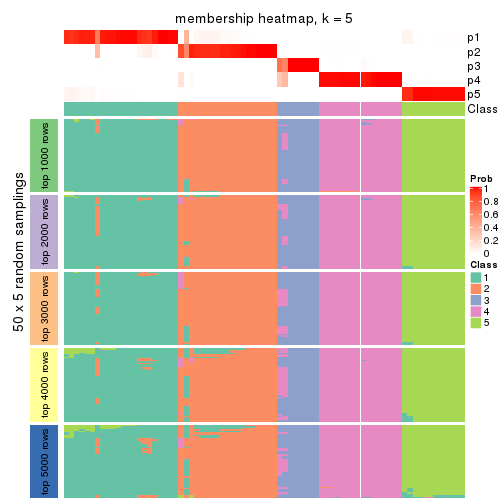 membership heatmap, k = 5
p1
p2
p3
p4
p5
Class
50 x 5 random samplings
top 1000 rows
top 2000 rows
top 3000 rows
top 4000 rows
top 5000 rows
Prob
1
0.8
0.6
0.4
0.2
0
Class
1
2
3
4
5